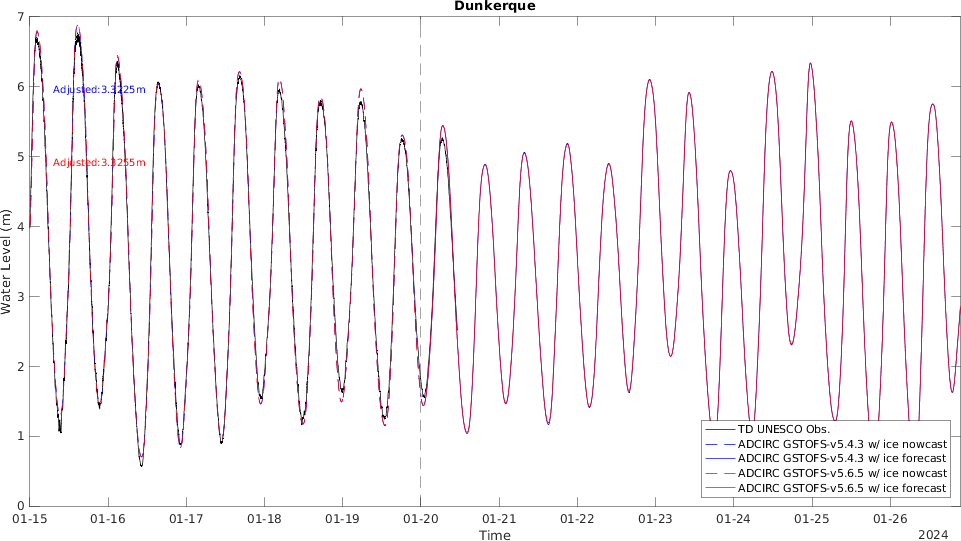 Dunkerque
7
6
5
4
3
2
1
0
Water Level (m)
Adjusted:3.3225m
Adjusted:3.3255m
TD UNESCO Obs.
ADCIRC GSTOFS-v5.4.3 w/ ice nowcast
ADCIRC GSTOFS-v5.4.3 w/ ice forecast
ADCIRC GSTOFS-v5.6.5 w/ ice nowcast
ADCIRC GSTOFS-v5.6.5 w/ ice forecast
01-15 01-16 01-17 01-18 01-19 01-20 01-21 01-22 01-23 01-24 01-25 01-26
Time
2024